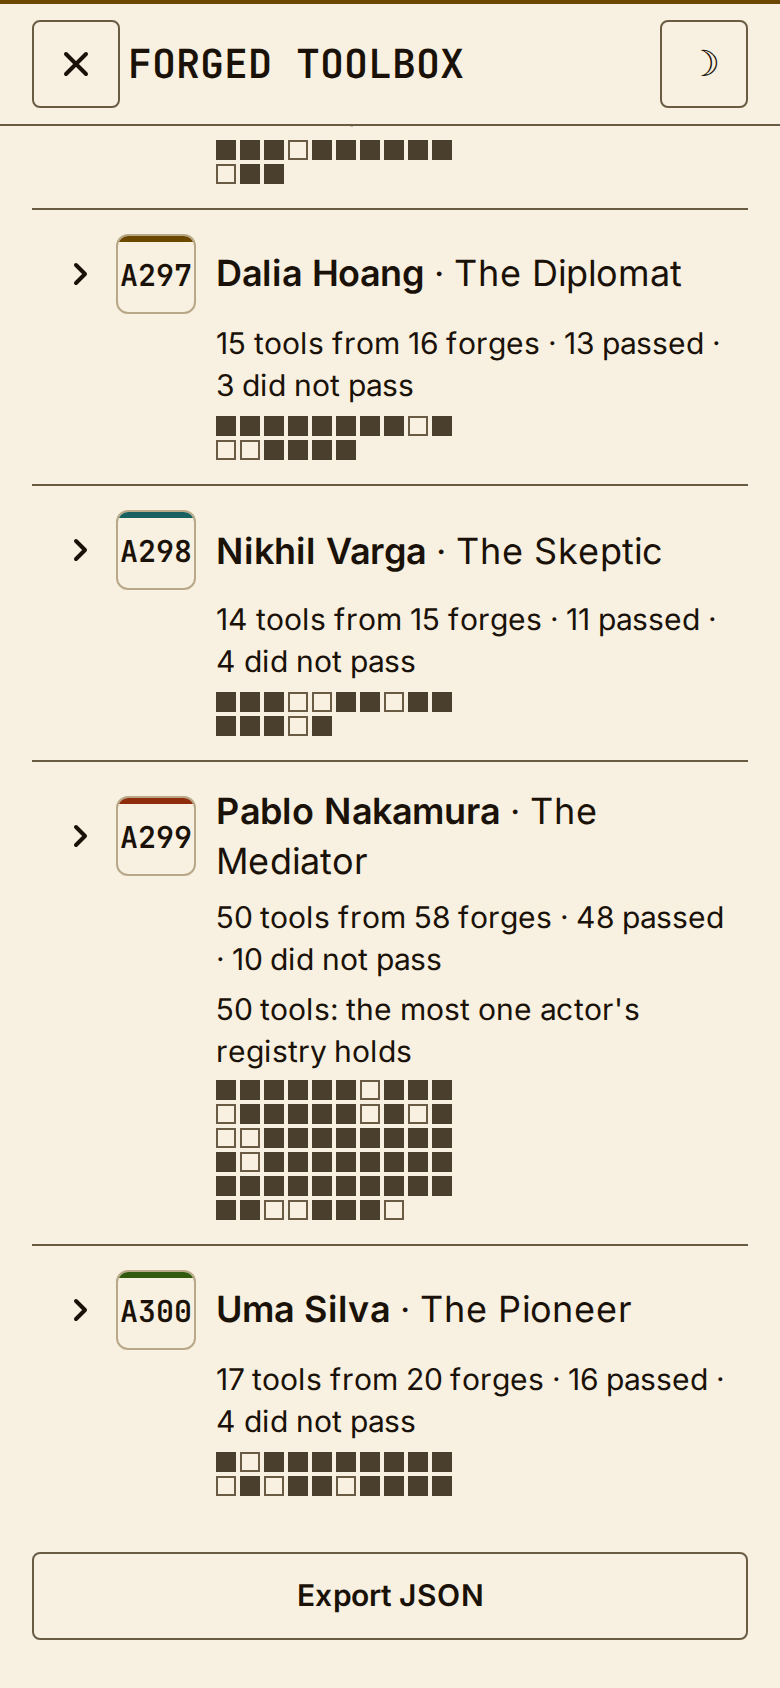 FORGED TOOLBOX
A297
Dalia Hoang · The Diplomat
15 tools from 16 forges · 13 passed ·
3 did not pass
A298
Nikhil Varga · The Skeptic
14 tools from 15 forges · 11 passed ·
4 did not pass
A299
Pablo Nakamura · The
Mediator
50 tools from 58 forges · 48 passed
· 10 did not pass
50 tools: the most one actor's
registry holds
A300
Uma Silva · The Pioneer
17 tools from 20 forges · 16 passed ·
4 did not pass
Export JSON